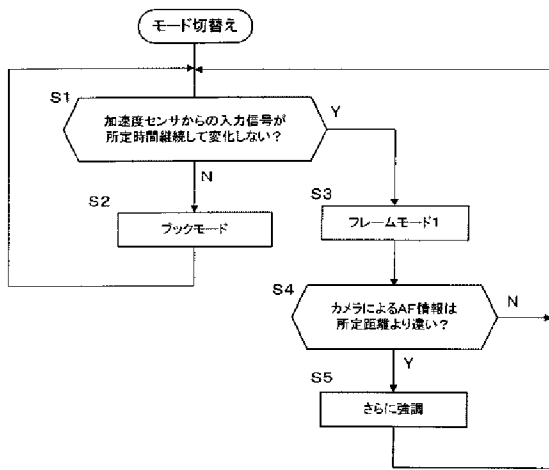 モード切替え
S1
加速度センサからの入力信号が
所定時間継続して変化しない?
Y
N
S2
ブックモード
S3
フレームモード1
S4
カメラによるAF情報は
所定距離より遠い?
N
Y
S5
さらに強調